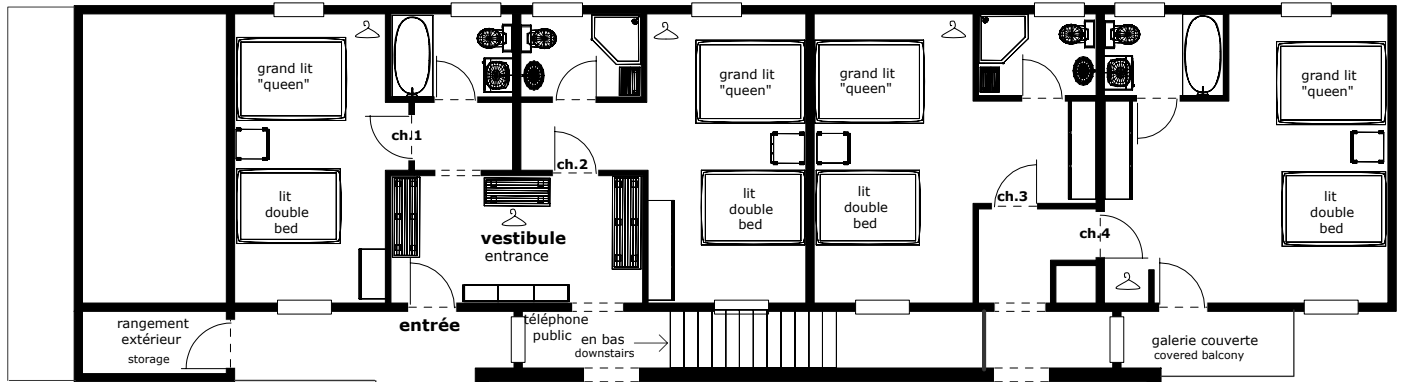 grand lit
"queen"
lit
double
bed
ch.1
grand lit
"queen"
lit
double
bed
ch.2
vestibule
entrance
grand lit
"queen"
lit
double
bed
ch.3
grand lit
"queen"
lit
double
bed
ch.4
rangement
extérieur
storage
entrée
téléphone
public
en bas
downstairs
galerie couverte
covered balcony